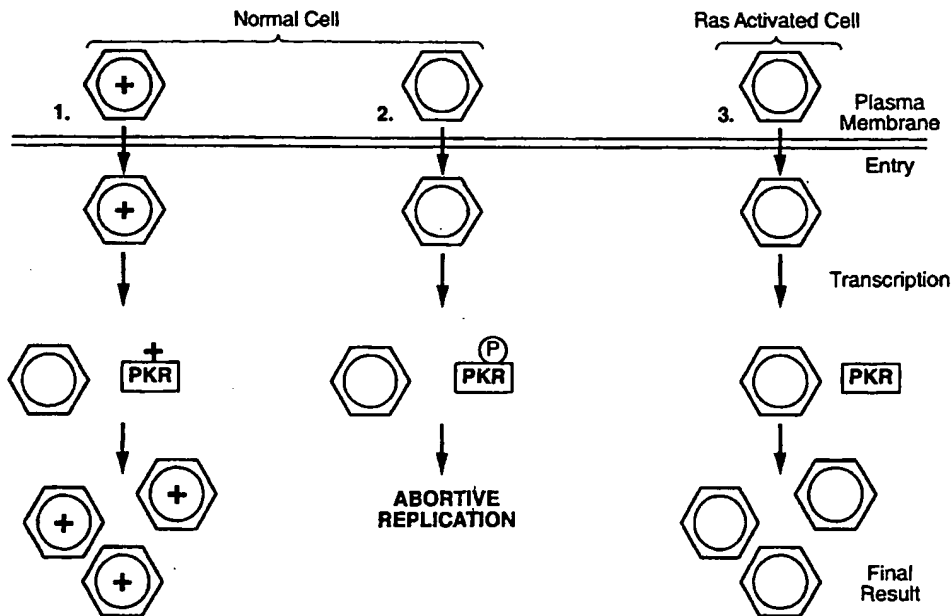 Normal Cell
Ras Activated Cell
+
1.
2.
3.
Plasma
Membrane
Entry
+
Transcription
+
PKR
P
PKR
PKR
+
+
+
ABORTIVE
REPLICATION
Final
Result